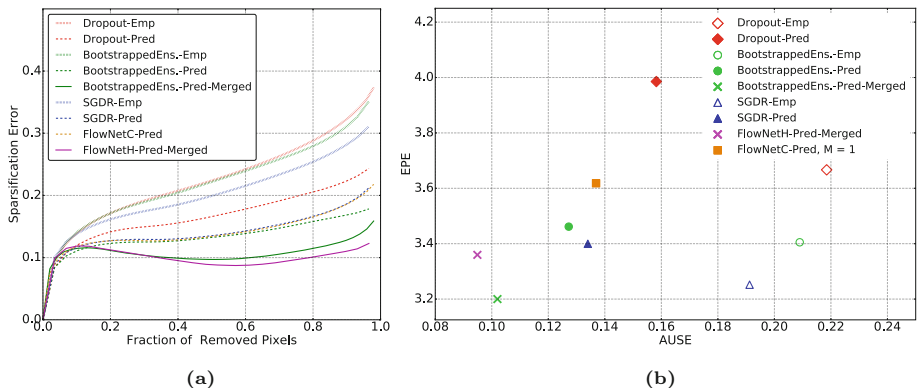 Sparsification Error
0.4
0.3
0.2
0.1
0.0
Dropout-Emp
Dropout-Pred
BootstrappedEns.-Emp
BootstrappedEns.-Pred
BootstrappedEns.-Pred-Merged
SGDR-Emp
SGDR-Pred
FlowNetC-Pred
FlowNetH-Pred-Merged
0.0 0.2 0.4 0.6 0.8 1.0
Fraction of Removed Pixels
(a)
EPE
4.2
4.0
3.8
3.6
3.4
3.2
Dropout-Emp
Dropout-Pred
BootstrappedEns.-Emp
BootstrappedEns.-Pred
BootstrappedEns.-Pred-Merged
SGDR-Emp
SGDR-Pred
FlowNetH-Pred-Merged
FlowNetC-Pred, M = 1
0.08 0.10 0.12 0.14 0.16 0.18 0.20 0.22 0.24
AUSE
(b)